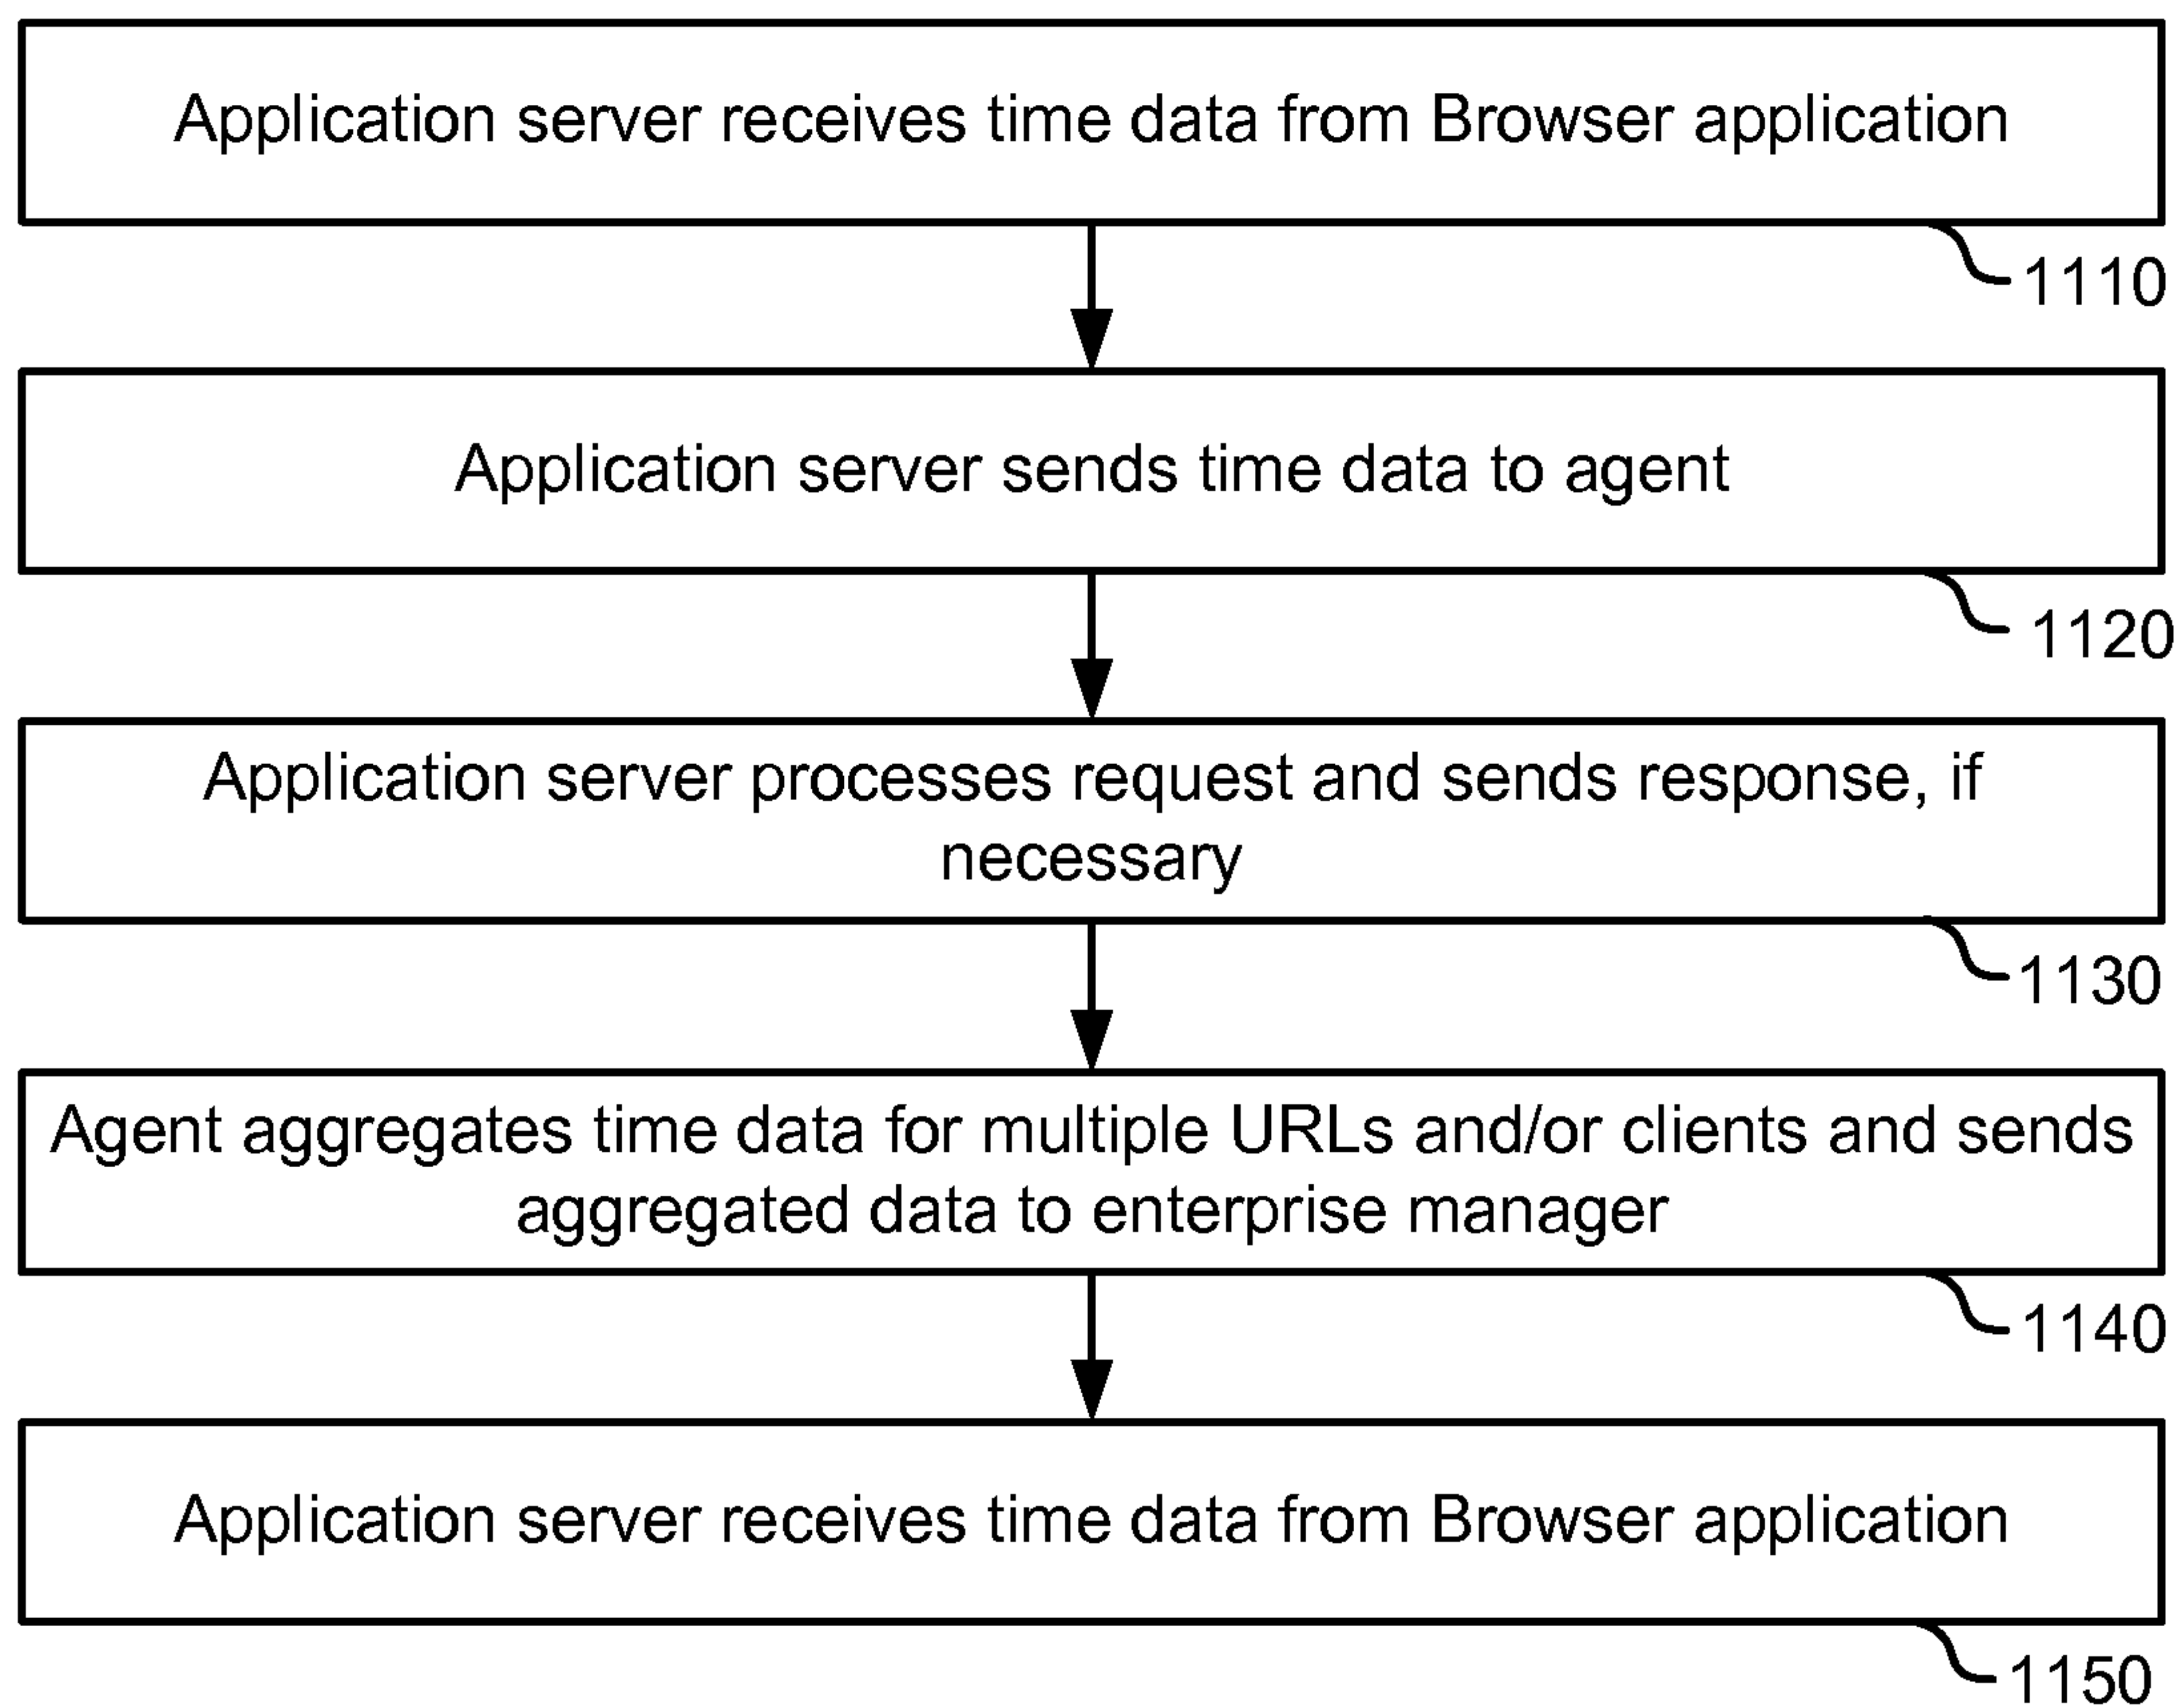 Application server receives time data from Browser application
1110
Application server sends time data to agent
1120
Application server processes request and sends response, if
necessary
1130
Agent aggregates time data for multiple URLs and/or clients and sends
aggregated data to enterprise manager
1140
Application server receives time data from Browser application
1150